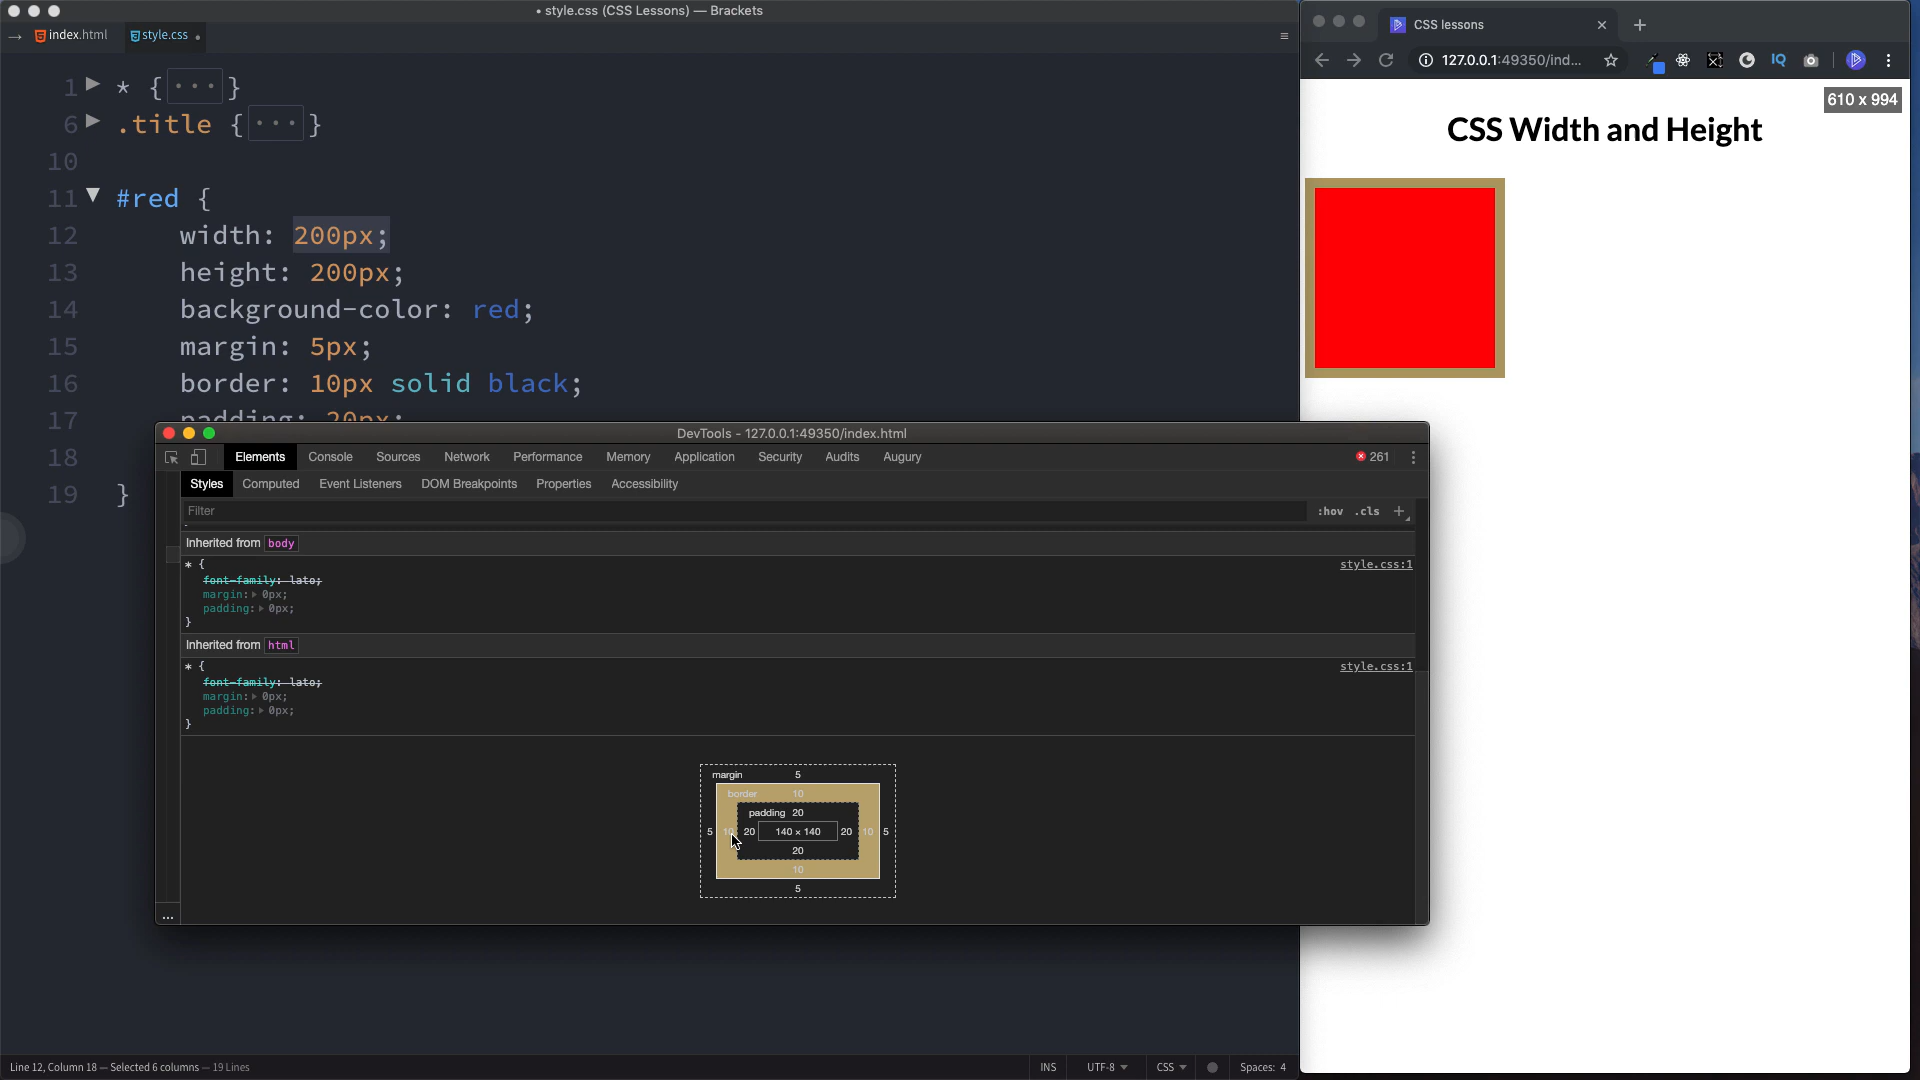 • style.css (CSS Lessons) — Brackets
index.html
style.css •
1 * {...}
6 .title {...}
10
11 #red {
12 width: 200px;
13 height: 200px;
14 background-color: red;
15 margin: 5px;
16 border: 10px solid black;
17 padding: 20px;
18
19 }
CSS lessons
127.0.0.1:49350/ind...
IQ
610 x 994
CSS Width and Height
DevTools - 127.0.0.1:49350/index.html
Elements Console Sources Network Performance Memory Application Security Audits Augury 261
Styles Computed Event Listeners DOM Breakpoints Properties Accessibility
Filter :hov .cls +
Inherited from body
* { style.css:1
font-family: lato;
margin: 0px;
padding: 0px;
}
Inherited from html
* { style.css:1
font-family: lato;
margin: 0px;
padding: 0px;
}
margin 5
border 10
padding 20
5 10 20 140 × 140 20 10 5
20
10
5
...
Line 12, Column 18 — Selected 6 columns — 19 Lines
INS UTF-8 CSS Spaces: 4